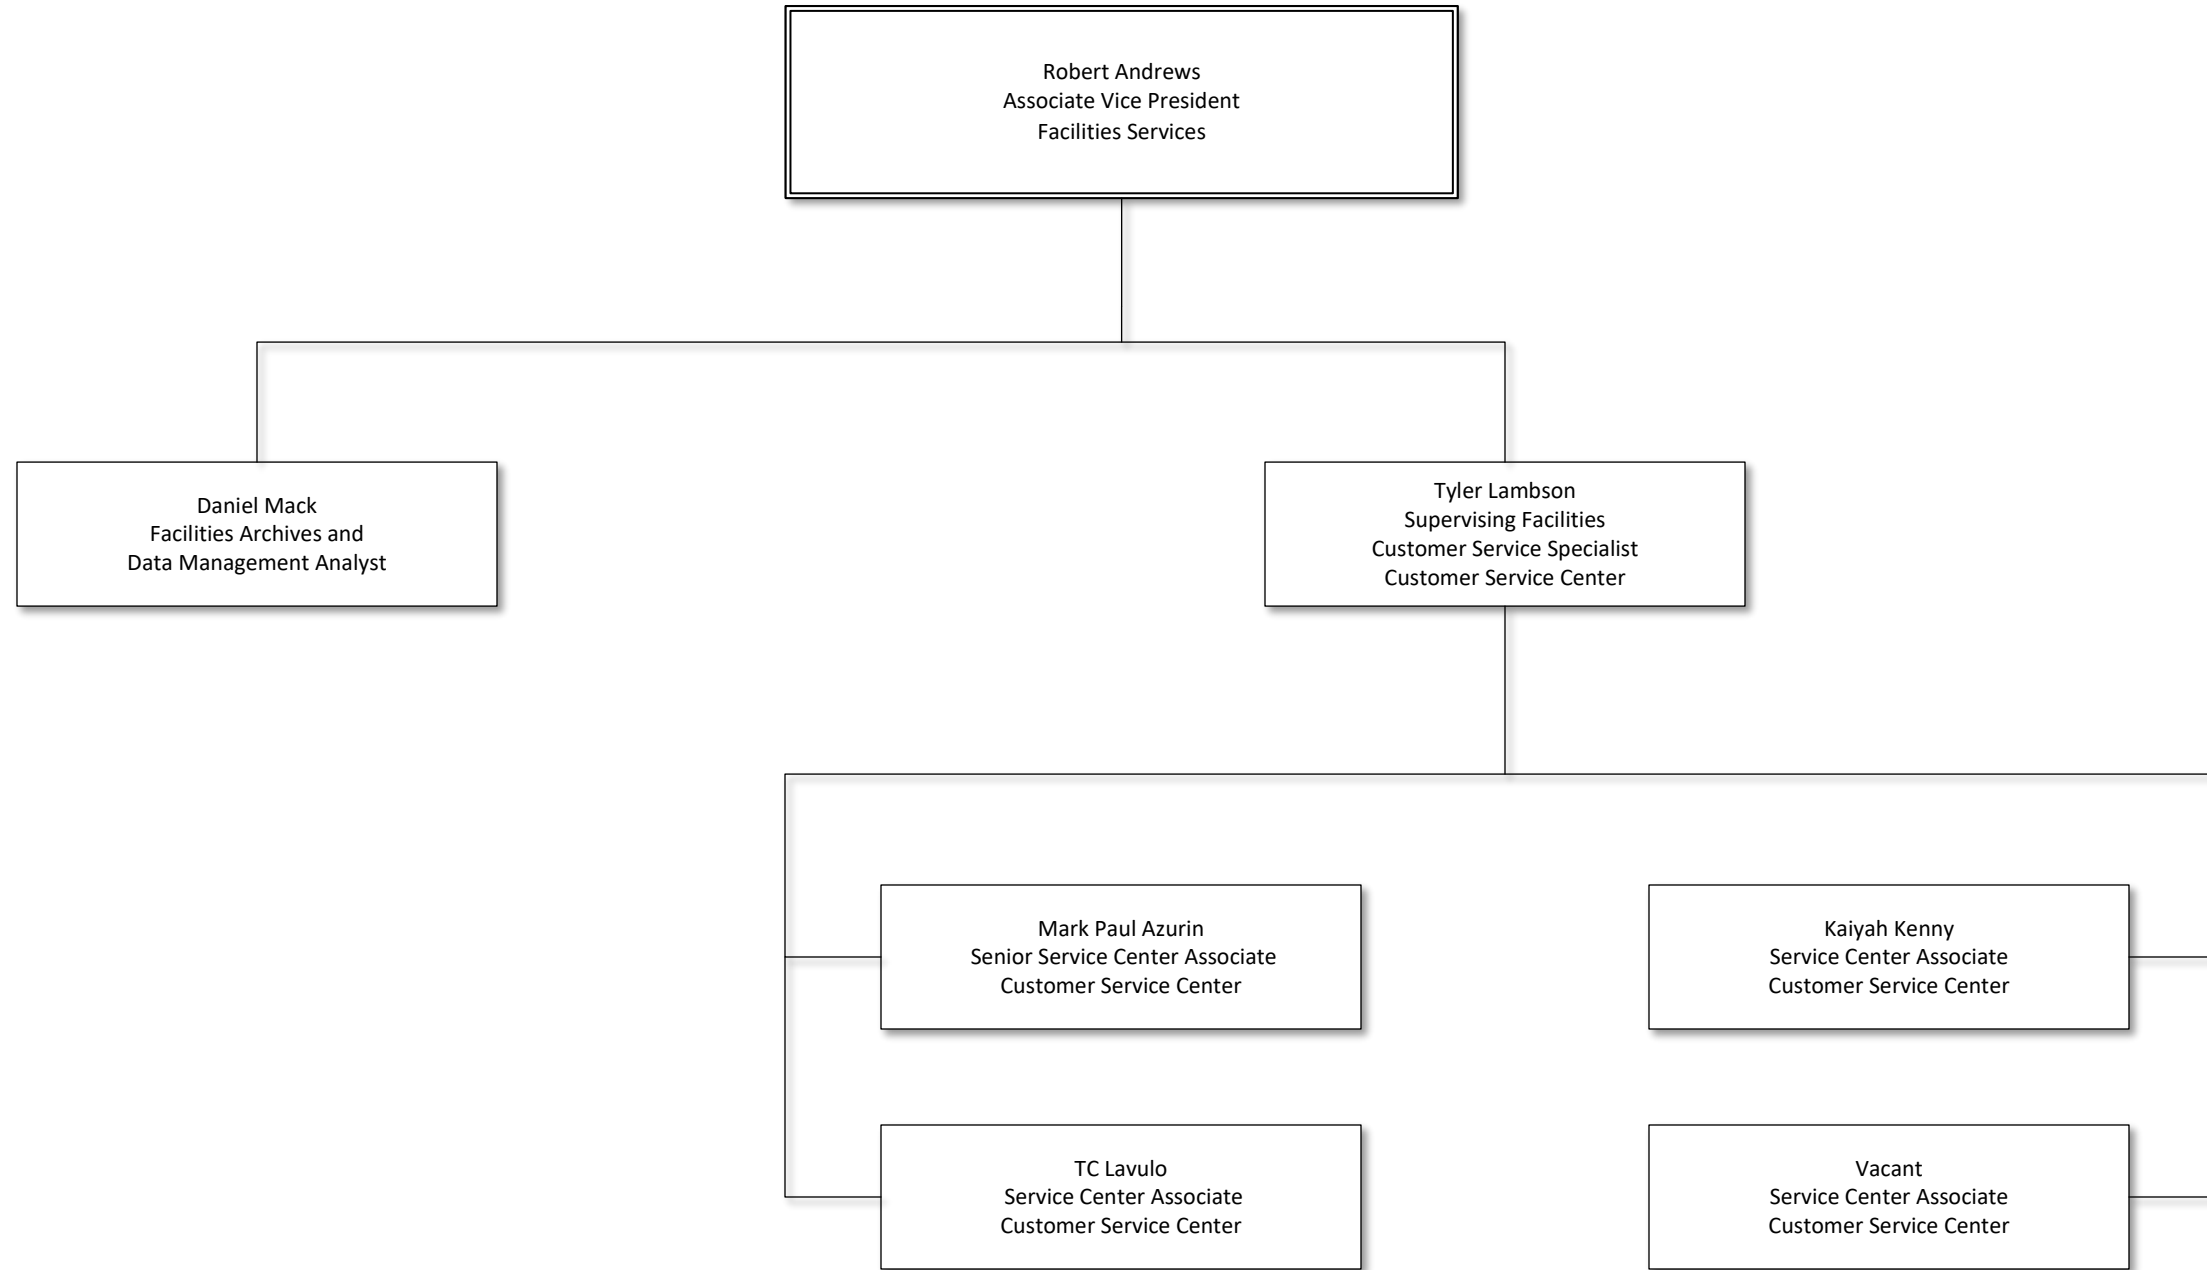 Robert Andrews
Associate Vice President
Facilities Services
Daniel Mack
Facilities Archives and
Data Management Analyst
Tyler Lambson
Supervising Facilities
Customer Service Specialist
Customer Service Center
Mark Paul Azurin
Senior Service Center Associate
Customer Service Center
Kaiyah Kenny
Service Center Associate
Customer Service Center
TC Lavulo
Service Center Associate
Customer Service Center
Vacant
Service Center Associate
Customer Service Center